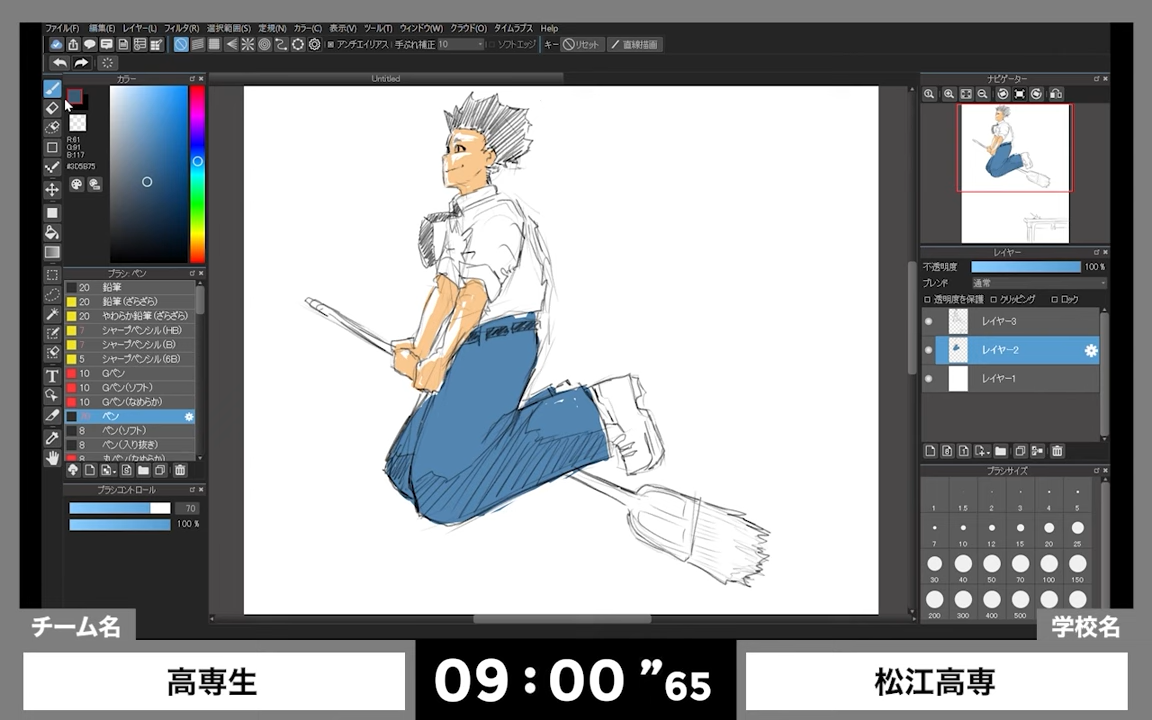 ファイル(F) 編集(E) レイヤー(L) フィルタ(R) 選択範囲(S) 定規(N) カラー(C) 表示(V) ツール(T) ウィンドウ(W) クラウド(O) タイムラプス Help
アンチエイリアス 手ぶれ補正 10 ソフトエッジ キー リセット 直線描画
カラー
Untitled
ナビゲーター
R:61
G:91
B:117
#3D5B75
ブラシ: ペン
20 鉛筆
20 鉛筆(ざらざら)
20 やわらか鉛筆(ざらざら)
7 シャープペンシル(HB)
7 シャープペンシル(B)
5 シャープペンシル(6B)
10 Gペン
10 Gペン(ソフト)
10 Gペン(なめらか)
ペン
8 ペン(ソフト)
8 ペン(入り抜き)
8 丸ペン(なめらか)
ブラシコントロール
70
100 %
レイヤー
不透明度 100 %
ブレンド 通常
透明度を保護 クリッピング ロック
レイヤー3
レイヤー2
レイヤー1
ブラシサイズ
1 1.5 2 3 4 5
7 10 12 15 20 25
30 40 50 70 100 150
200 300 400 500
チーム名
学校名
高専生
09:00"65
松江高専